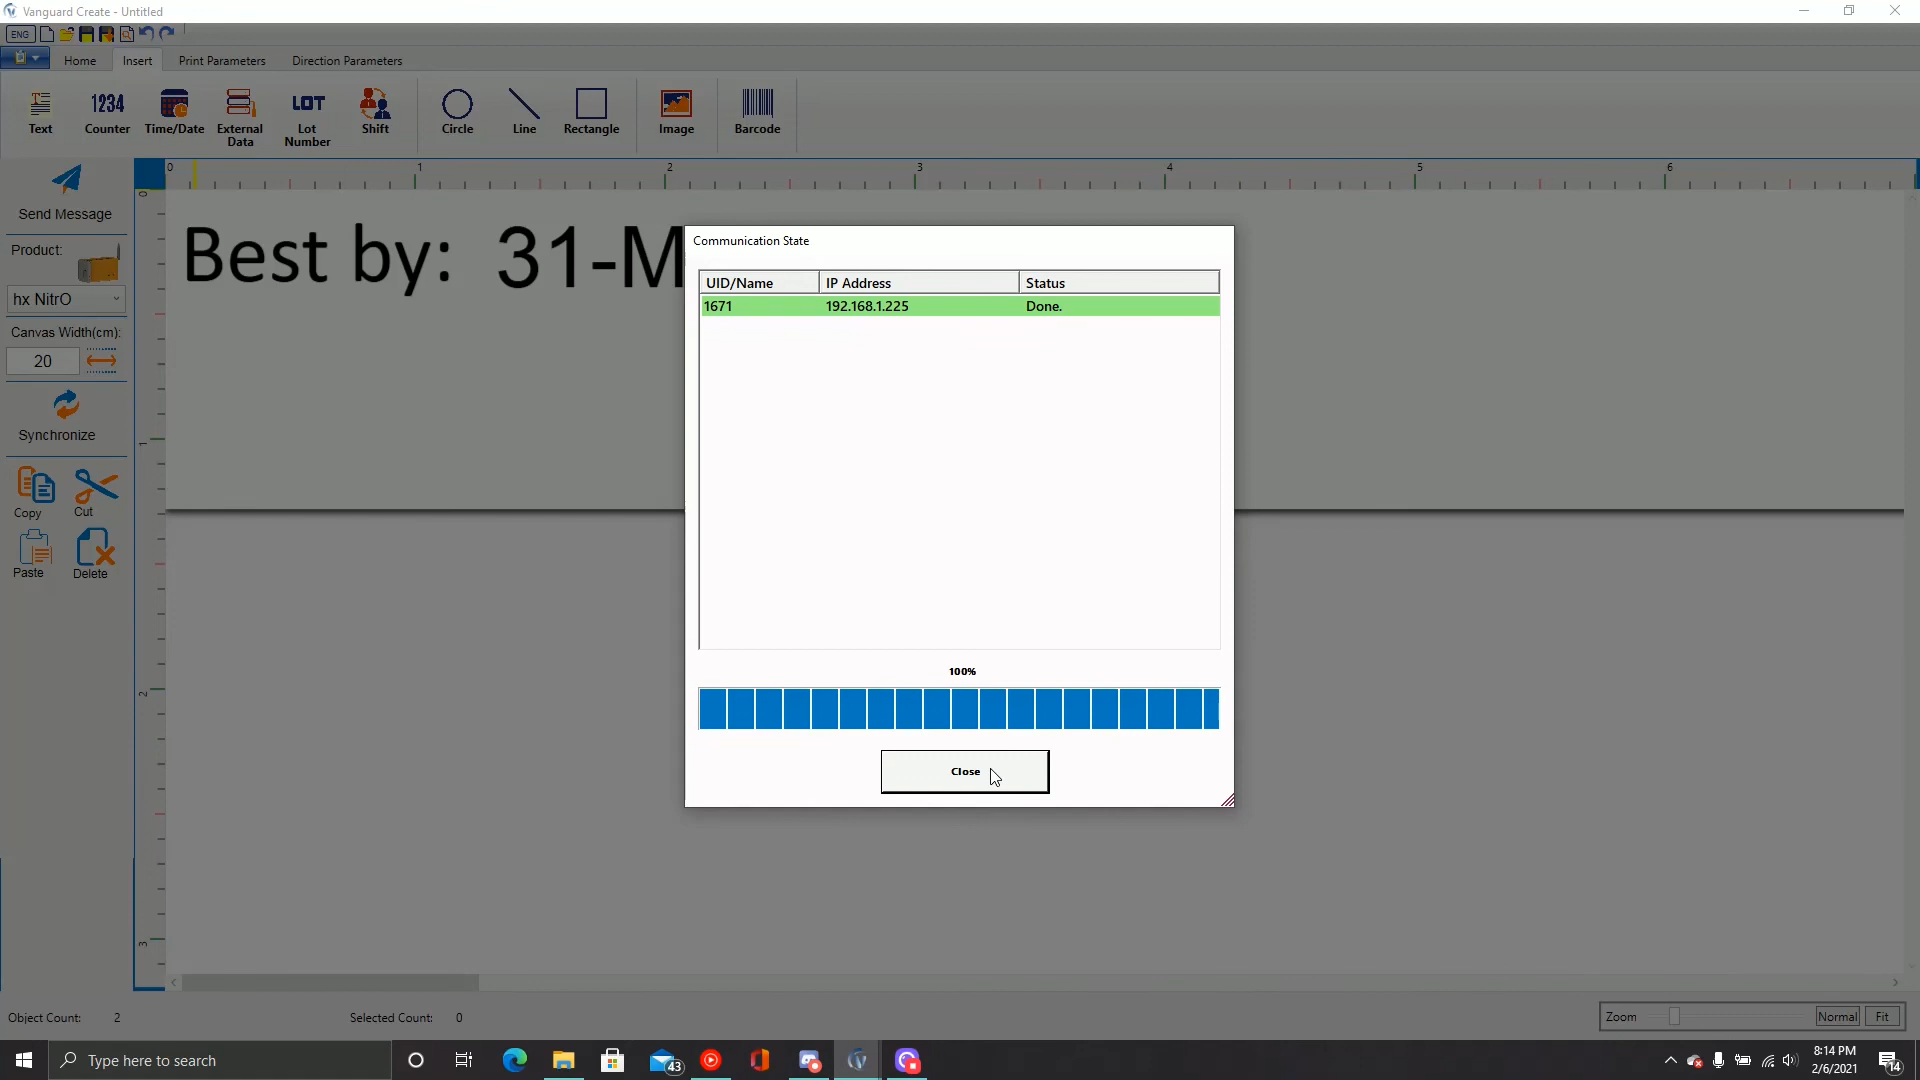 Vanguard Create - Untitled
ENG
Home Insert Print Parameters Direction Parameters
1234 LOT
Text Counter Time/Date External Data Lot Number Shift Circle Line Rectangle Image Barcode
0 1 2 3 4 5 6
Send Message
Product:
hx NitrO
Canvas Width(cm):
20
Synchronize
Copy Cut
Paste Delete
0
1
2
3
Best by: 31-M
Communication State
UID/Name IP Address Status
1671 192.168.1.225 Done.
100%
Close
Object Count: 2 Selected Count: 0
Zoom Normal Fit
Type here to search
43
8:14 PM
2/6/2021
14